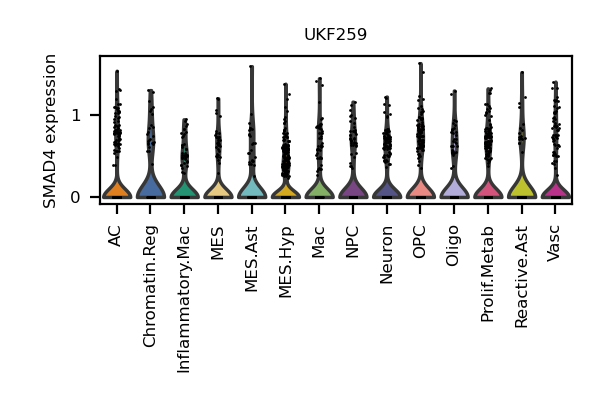 UKF259
SMAD4 expression
1
0
AC
Chromatin.Reg
Inflammatory.Mac
MES
MES.Ast
MES.Hyp
Mac
NPC
Neuron
OPC
Oligo
Prolif.Metab
Reactive.Ast
Vasc